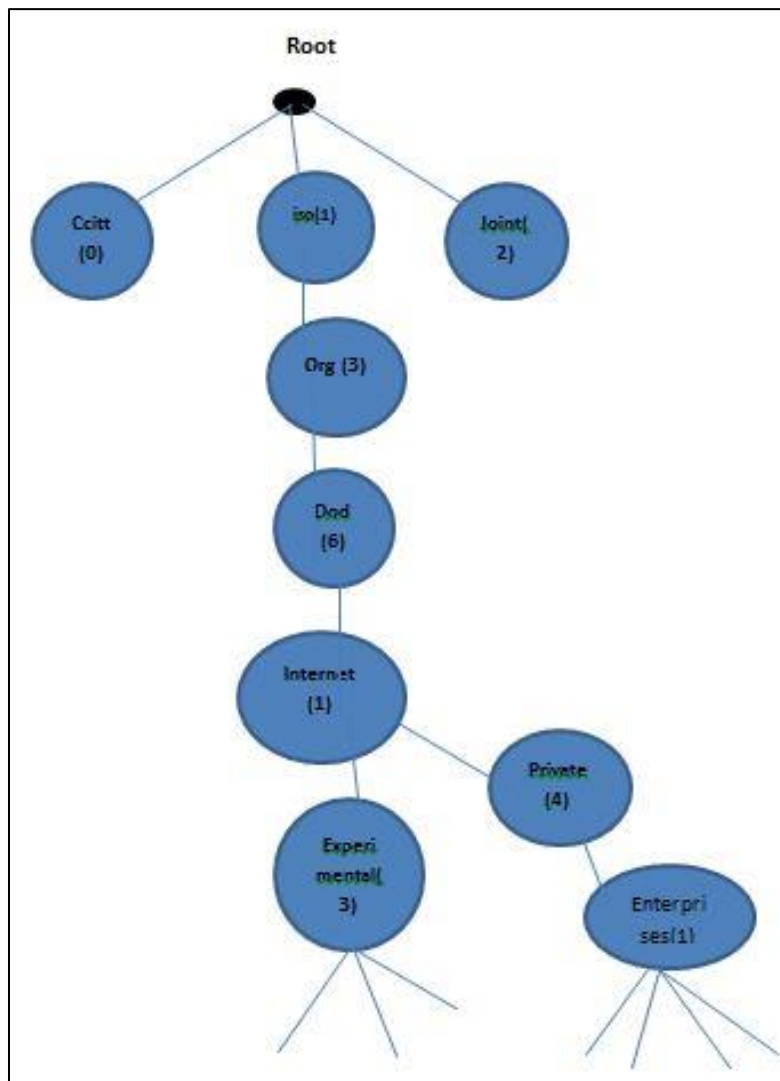 Root
Ccitt
(0)
iso(1)
Joint(
2)
Org (3)
Dod
(6)
Internet
(1)
Private
(4)
Experi
mental(
3)
Enterpri
ses(1)